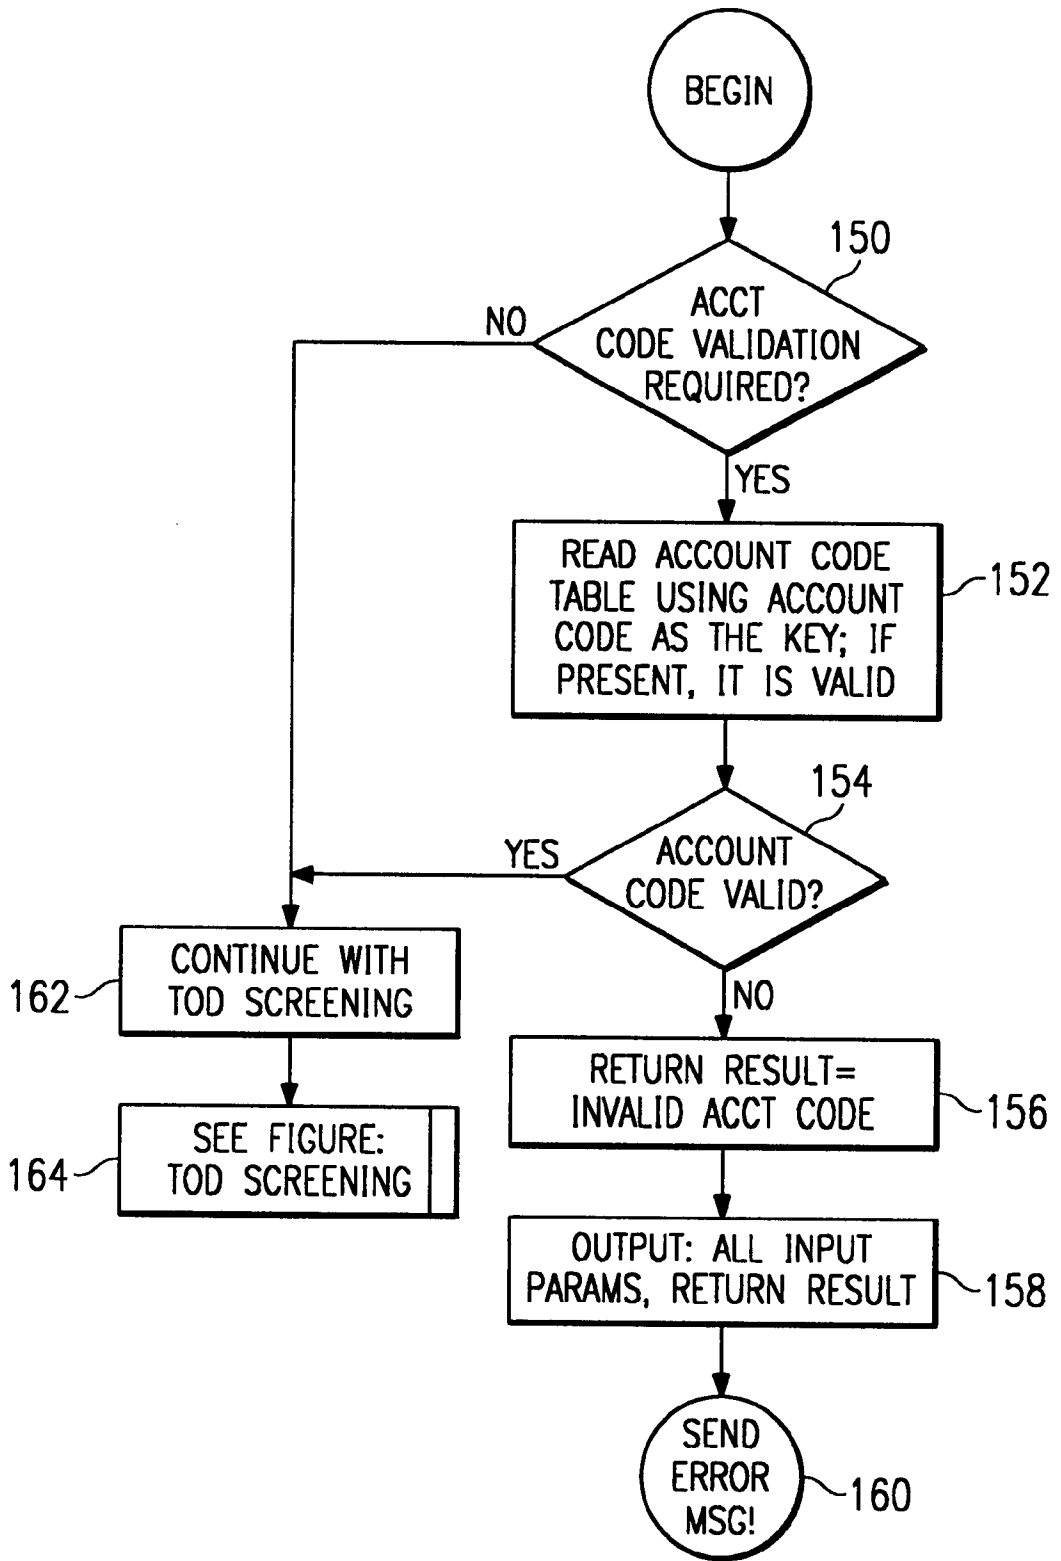 BEGIN
150
ACCT
CODE VALIDATION
REQUIRED?
NO
YES
READ ACCOUNT CODE
TABLE USING ACCOUNT
CODE AS THE KEY; IF
PRESENT, IT IS VALID
152
154
ACCOUNT
CODE VALID?
YES
NO
CONTINUE WITH
TOD SCREENING
162
SEE FIGURE:
TOD SCREENING
164
RETURN RESULT=
INVALID ACCT CODE
156
OUTPUT: ALL INPUT
PARAMS, RETURN RESULT
158
SEND
ERROR
MSG!
160